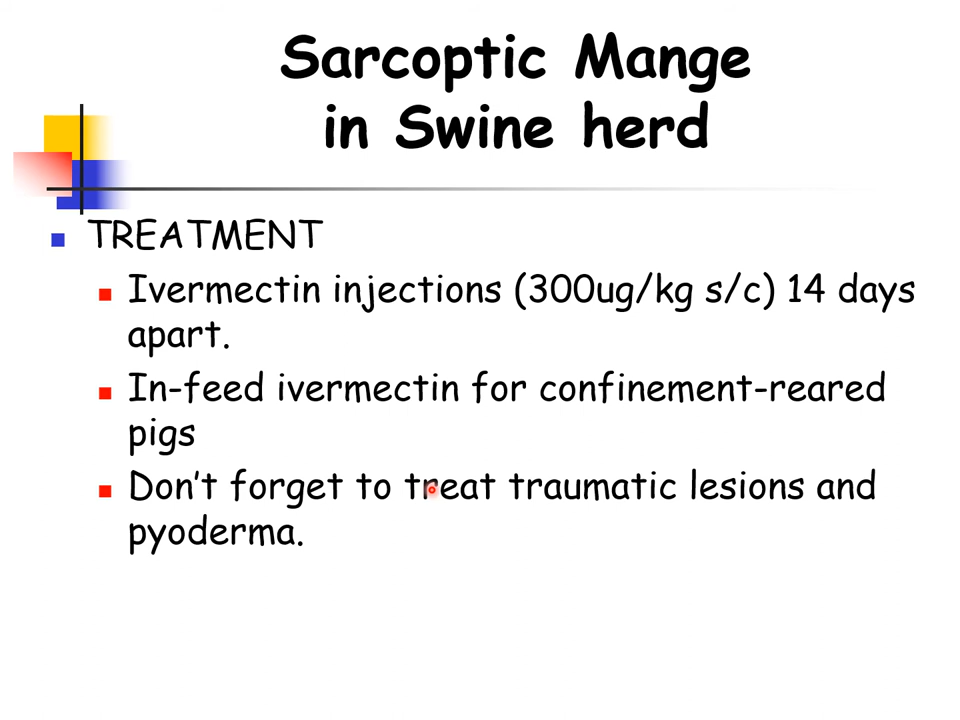 Sarcoptic Mange
in Swine herd
TREATMENT
Ivermectin injections (300ug/kg s/c) 14 days
apart.
In-feed ivermectin for confinement-reared
pigs
Don't forget to treat traumatic lesions and
pyoderma.